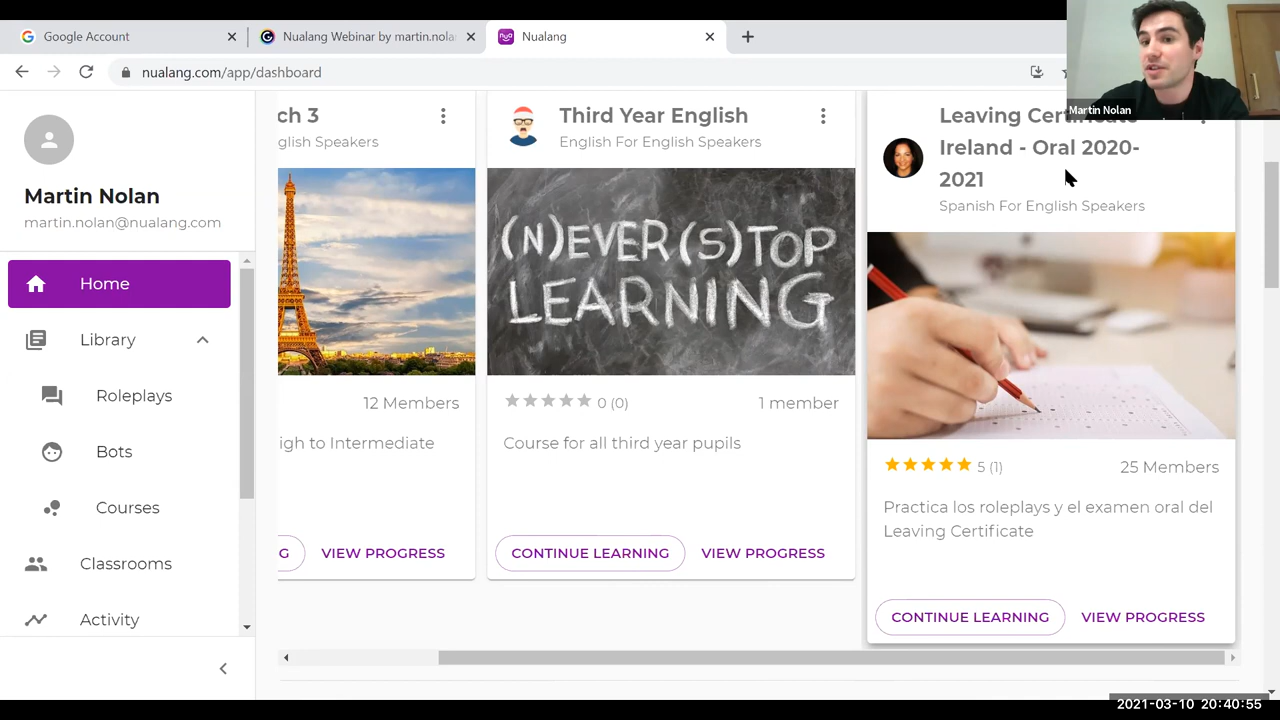 Google Account
Nualang Webinar by martin.nola
Nualang
nualang.com/app/dashboard
Martin Nolan
Martin Nolan
martin.nolan@nualang.com
Home
Library
Roleplays
Bots
Courses
Classrooms
Activity
ch 3
glish Speakers
12 Members
igh to Intermediate
G
VIEW PROGRESS
Third Year English
English For English Speakers
(N)EVER (S)TOP
LEARNING
0 (0)
1 member
Course for all third year pupils
CONTINUE LEARNING
VIEW PROGRESS
Leaving Certificate
Ireland - Oral 2020-
2021
Spanish For English Speakers
5 (1)
25 Members
Practica los roleplays y el examen oral del
Leaving Certificate
CONTINUE LEARNING
VIEW PROGRESS
2021-03-10 20:40:55